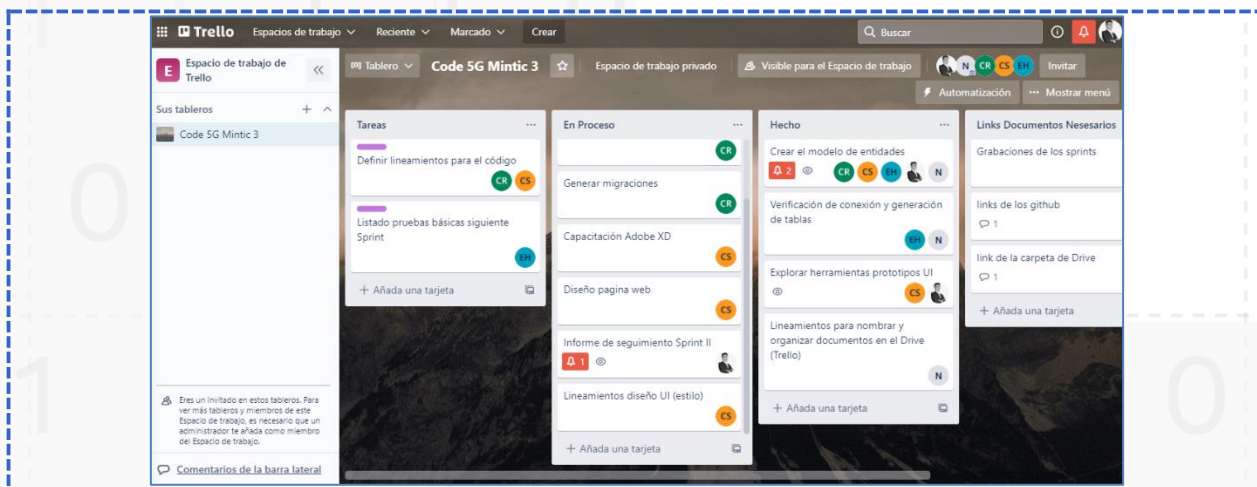 Trello
Espacios de trabajo
Reciente
Marcado
Crear
Buscar
E
Espacio de trabajo de
Trello
Tablero
Code 5G Mintic 3
Espacio de trabajo privado
Visible para el Espacio de trabajo
N
CR
CS
EH
Invitar
Automatización
··· Mostrar menú
Sus tableros
Code 5G Mintic 3
Tareas
Definir lineamientos para el código
CR
CS
Listado pruebas básicas siguiente
Sprint
EH
+ Añada una tarjeta
En Proceso
CR
Generar migraciones
CR
Capacitación Adobe XD
CS
Diseño pagina web
CS
Informe de seguimiento Sprint II
1
Lineamientos diseño UI (estilo)
CS
+ Añada una tarjeta
Hecho
Crear el modelo de entidades
2
CR
CS
EH
N
Verificación de conexión y generación
de tablas
EH
N
Explorar herramientas prototipos UI
CS
Lineamientos para nombrar y
organizar documentos en el Drive
(Trello)
N
+ Añada una tarjeta
Links Documentos Nesesarios
Grabaciones de los sprints
links de los github
1
link de la carpeta de Drive
1
+ Añada una tarjeta
Eres un invitado en estos tableros. Para
ver más tableros y miembros de este
Espacio de trabajo, es necesario que un
administrador te añada como miembro
del Espacio de trabajo.
Comentarios de la barra lateral
0
1
0